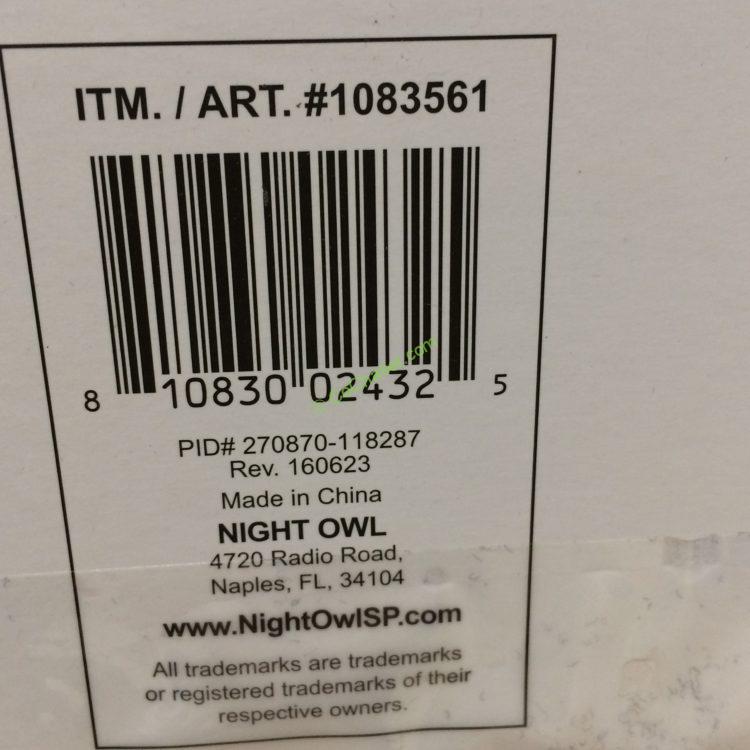 ITM. / ART. #1083561
8 10830 02432 5
PID# 270870-118287
Rev. 160623
Made in China
NIGHT OWL
4720 Radio Road,
Naples, FL, 34104
www.NightOwlSP.com
All trademarks are trademarks
or registered trademarks of their
respective owners.